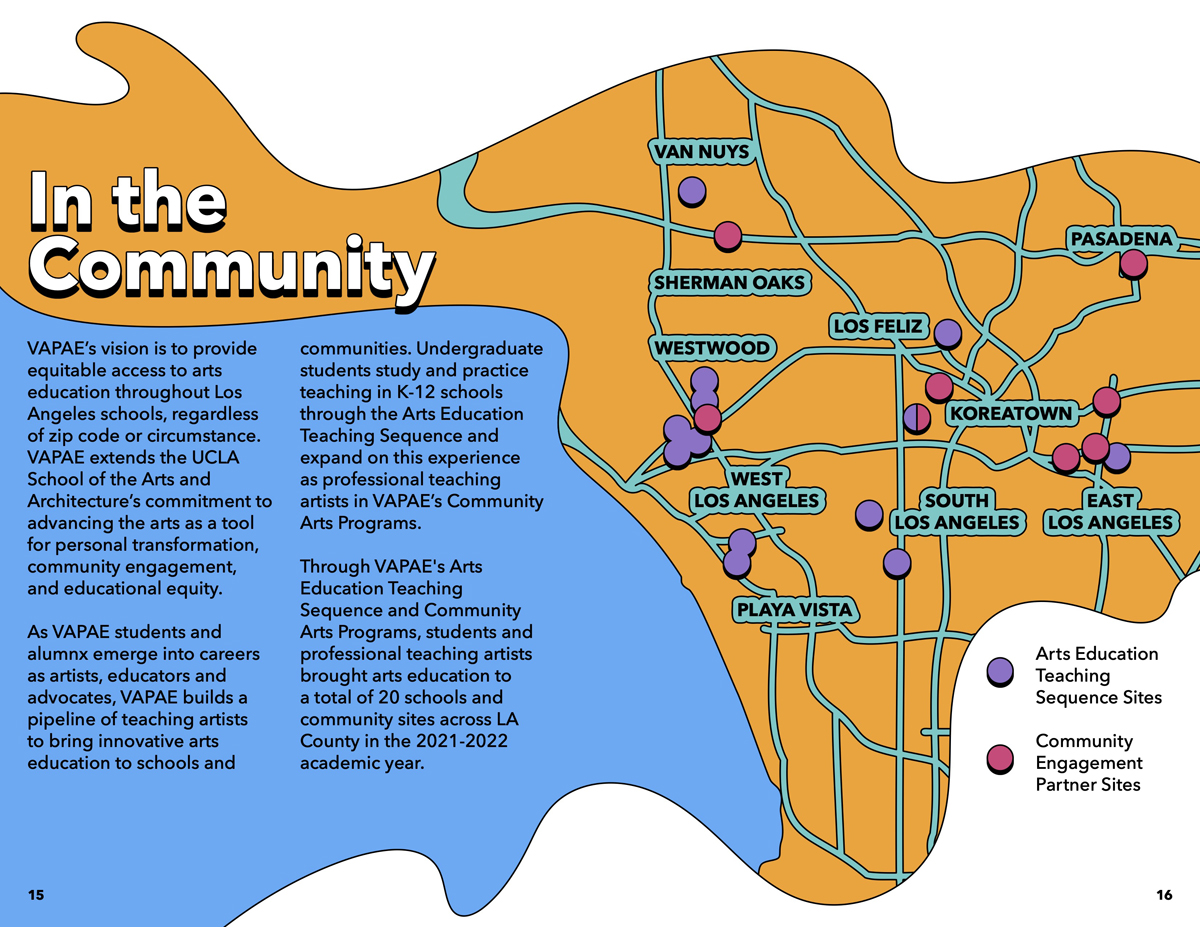 In the
Community
VAPAE’s vision is to provide
equitable access to arts
education throughout Los
Angeles schools, regardless
of zip code or circumstance.
VAPAE extends the UCLA
School of the Arts and
Architecture’s commitment to
advancing the arts as a tool
for personal transformation,
community engagement,
and educational equity.
As VAPAE students and
alumnx emerge into careers
as artists, educators and
advocates, VAPAE builds a
pipeline of teaching artists
to bring innovative arts
education to schools and
communities. Undergraduate
students study and practice
teaching in K-12 schools
through the Arts Education
Teaching Sequence and
expand on this experience
as professional teaching
artists in VAPAE’s Community
Arts Programs.
Through VAPAE's Arts
Education Teaching
Sequence and Community
Arts Programs, students and
professional teaching artists
brought arts education to
a total of 20 schools and
community sites across LA
County in the 2021-2022
academic year.
VAN NUYS
PASADENA
SHERMAN OAKS
LOS FELIZ
WESTWOOD
KOREATOWN
WEST
LOS ANGELES
SOUTH
LOS ANGELES
EAST
LOS ANGELES
PLAYA VISTA
Arts Education
Teaching
Sequence Sites
Community
Engagement
Partner Sites
15
16